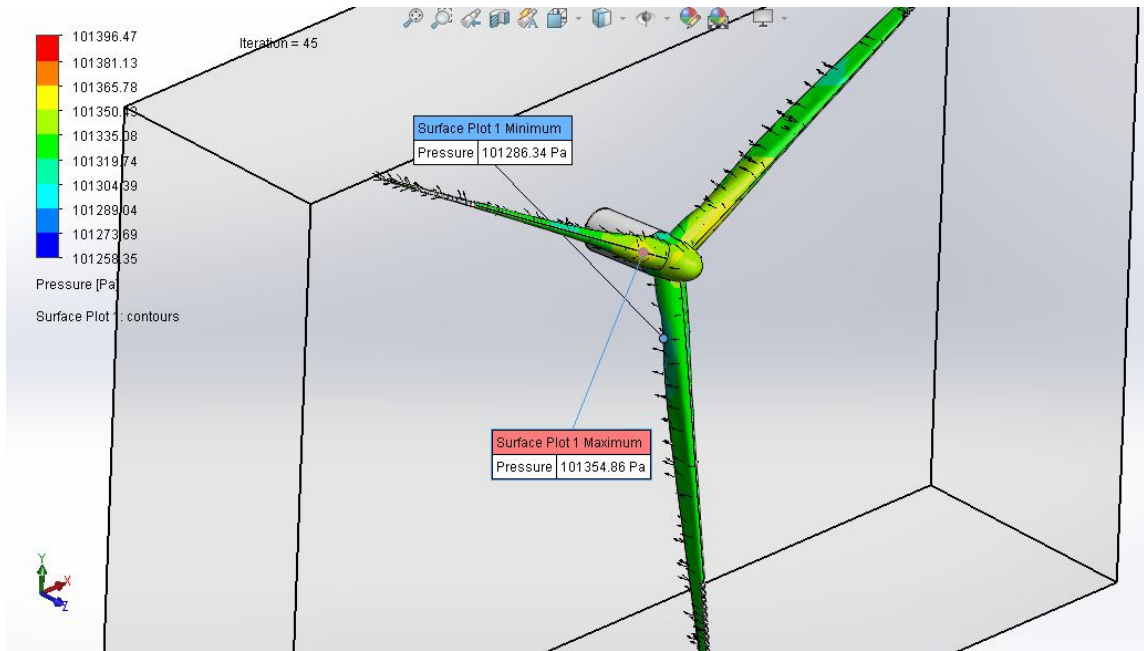 101396.47
101381.13
101365.78
101350.43
101335.08
101319.74
101304.39
101289.04
101273.69
101258.35
Pressure [Pa]
Surface Plot 1: contours
Iteration = 45
Surface Plot 1 Minimum
Pressure 101286.34 Pa
Surface Plot 1 Maximum
Pressure 101354.86 Pa
Y
X
Z